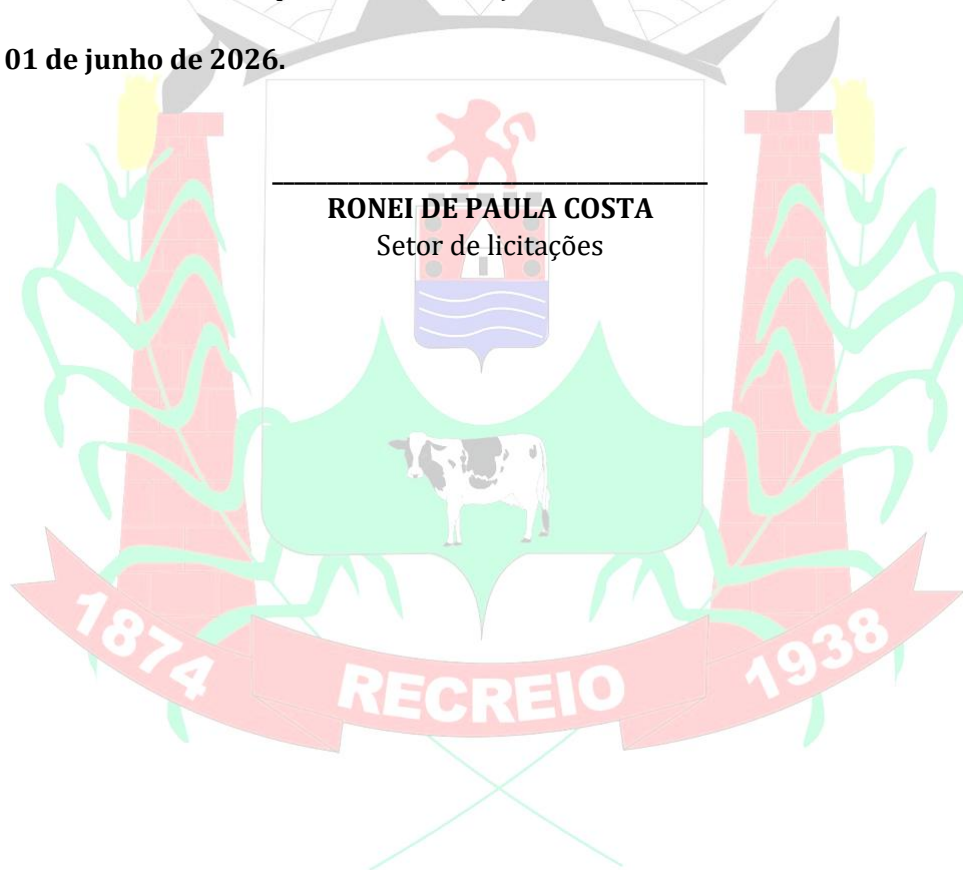 01 de junho de 2026.
RONEI DE PAULA COSTA
Setor de licitações
1874
RECREIO
1938